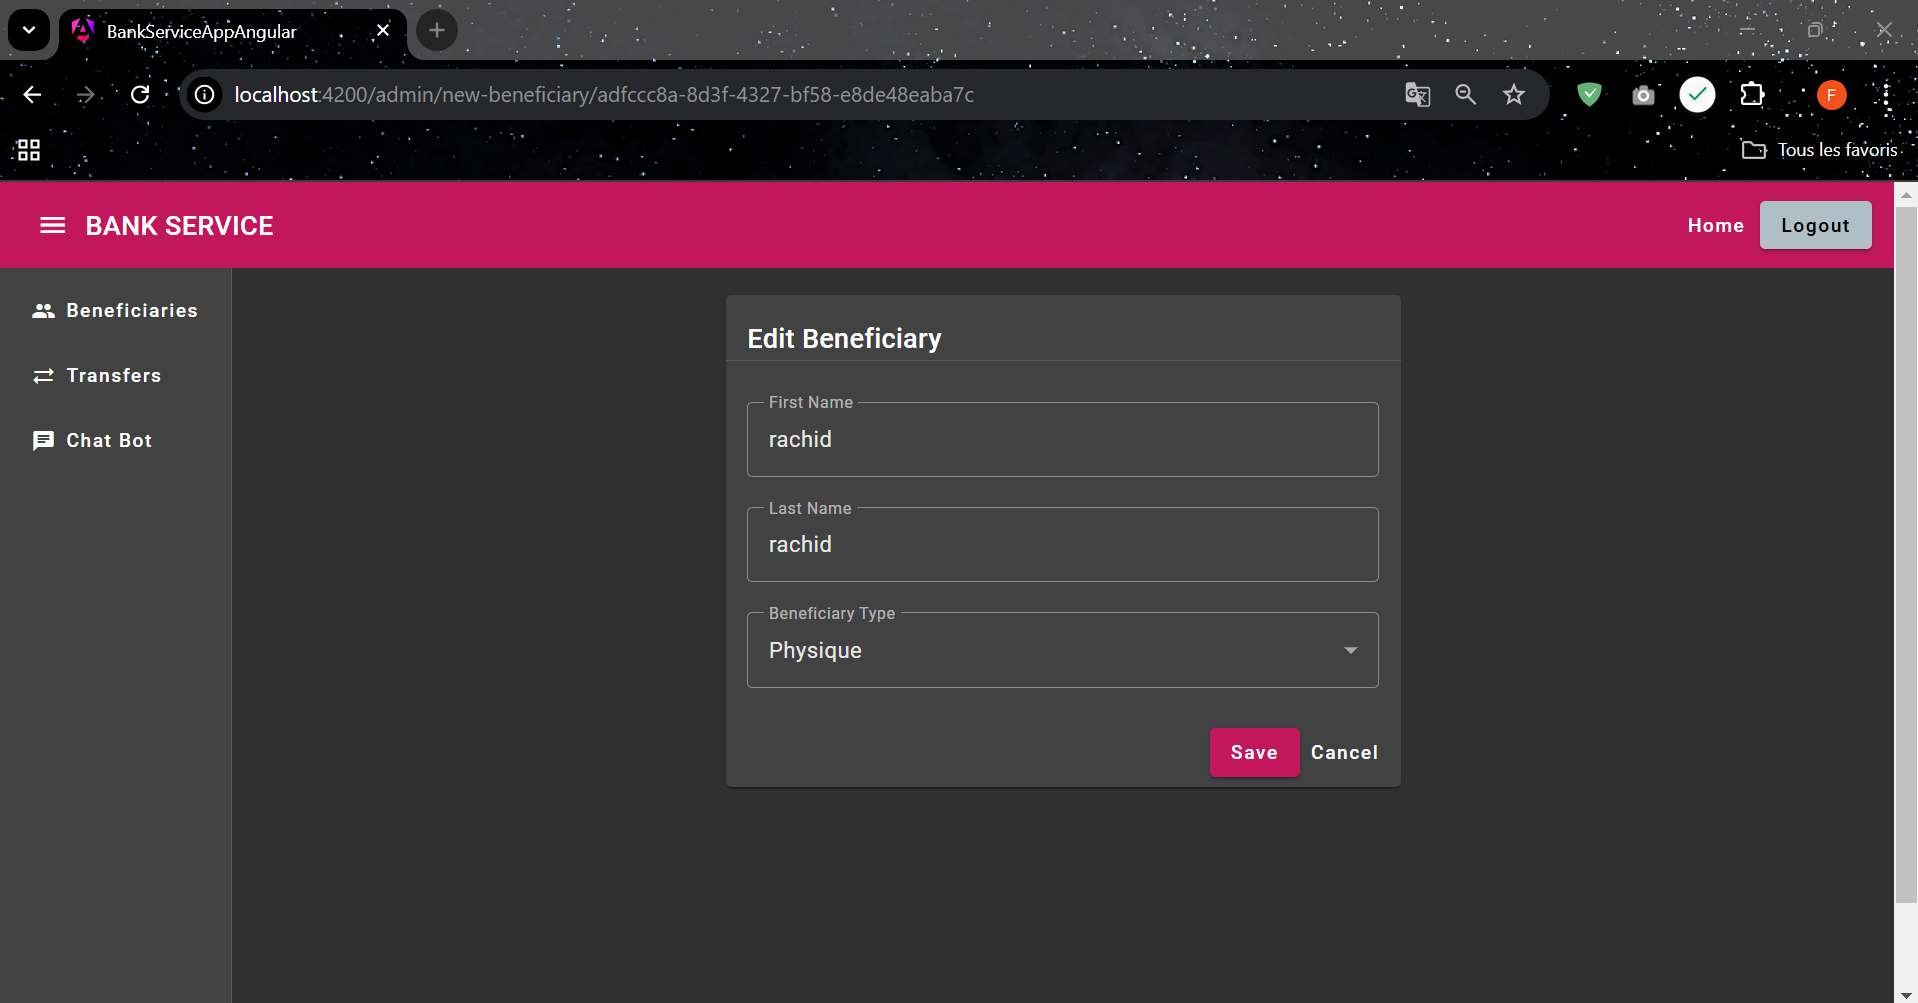 BankServiceAppAngular
localhost:4200/admin/new-beneficiary/adfccc8a-8d3f-4327-bf58-e8de48eaba7c
F
Tous les favoris
BANK SERVICE
Home
Logout
Beneficiaries
Transfers
Chat Bot
Edit Beneficiary
First Name
rachid
Last Name
rachid
Beneficiary Type
Physique
Save
Cancel